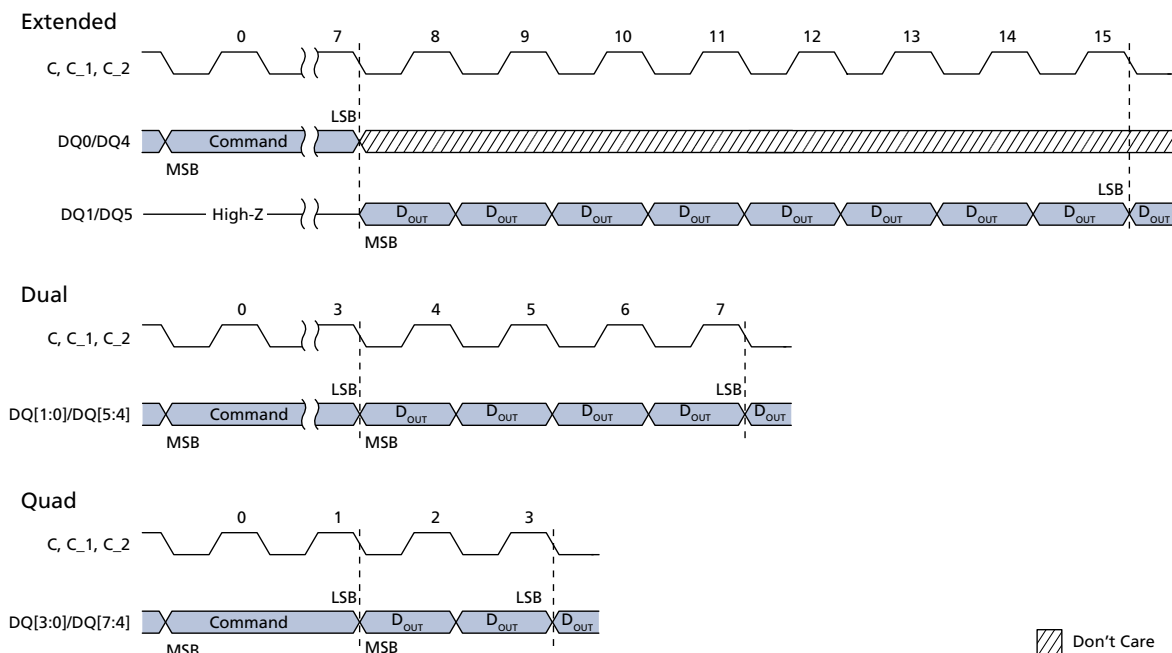 Extended
0 7 8 9 10 11 12 13 14 15
C, C_1, C_2
LSB
DQ0/DQ4 Command
MSB
LSB
DQ1/DQ5 High-Z DOUT DOUT DOUT DOUT DOUT DOUT DOUT DOUT DOUT
MSB
Dual
0 3 4 5 6 7
C, C_1, C_2
LSB LSB
DQ[1:0]/DQ[5:4] Command DOUT DOUT DOUT DOUT DOUT
MSB MSB
Quad
0 1 2 3
C, C_1, C_2
LSB LSB
DQ[3:0]/DQ[7:4] Command DOUT DOUT DOUT
MSB MSB
Don't Care